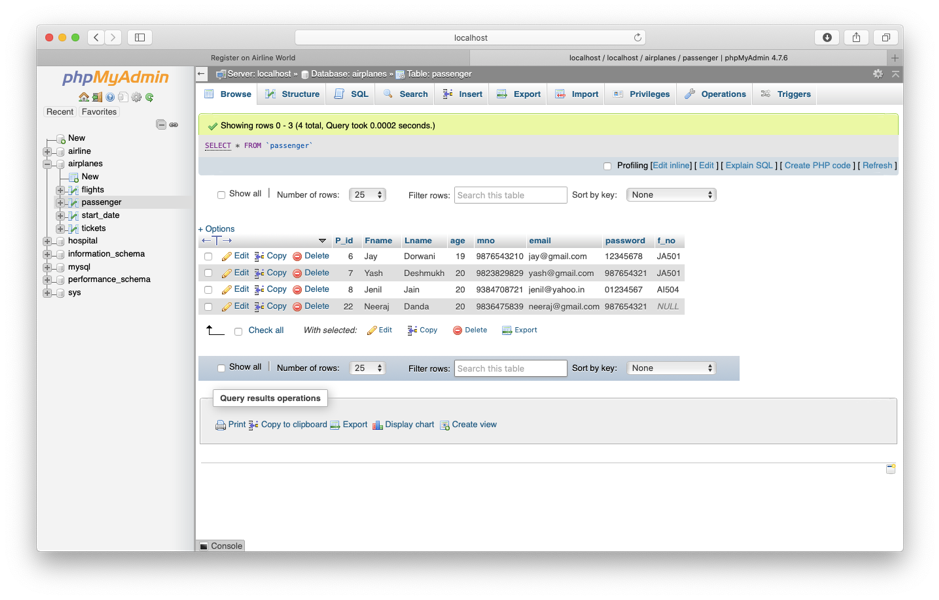 localhost
Register on Airline World
localhost / localhost / airplanes / passenger | phpMyAdmin 4.7.6
phpMyAdmin
Recent Favorites
New
airline
airplanes
New
flights
passenger
start_date
tickets
hospital
information_schema
mysql
performance_schema
sys
Server: localhost » Database: airplanes » Table: passenger
Browse Structure SQL Search Insert Export Import Privileges Operations Triggers
Showing rows 0 - 3 (4 total, Query took 0.0002 seconds.)
SELECT * FROM `passenger`
Profiling [Edit inline] [ Edit ] [ Explain SQL ] [ Create PHP code ] [ Refresh ]
Show all | Number of rows: 25 Filter rows: Search this table Sort by key: None
+ Options
←T→ P_id Fname Lname age mno email password f_no
Edit Copy Delete 6 Jay Dorwani 19 9876543210 jay@gmail.com 12345678 JA501
Edit Copy Delete 7 Yash Deshmukh 20 9823829829 yash@gmail.com 987654321 JA501
Edit Copy Delete 8 Jenil Jain 20 9384708721 jenil@yahoo.in 01234567 AI504
Edit Copy Delete 22 Neeraj Danda 20 9836475839 neeraj@gmail.com 987654321 NULL
Check all With selected: Edit Copy Delete Export
Show all | Number of rows: 25 Filter rows: Search this table Sort by key: None
Query results operations
Print Copy to clipboard Export Display chart Create view
Console